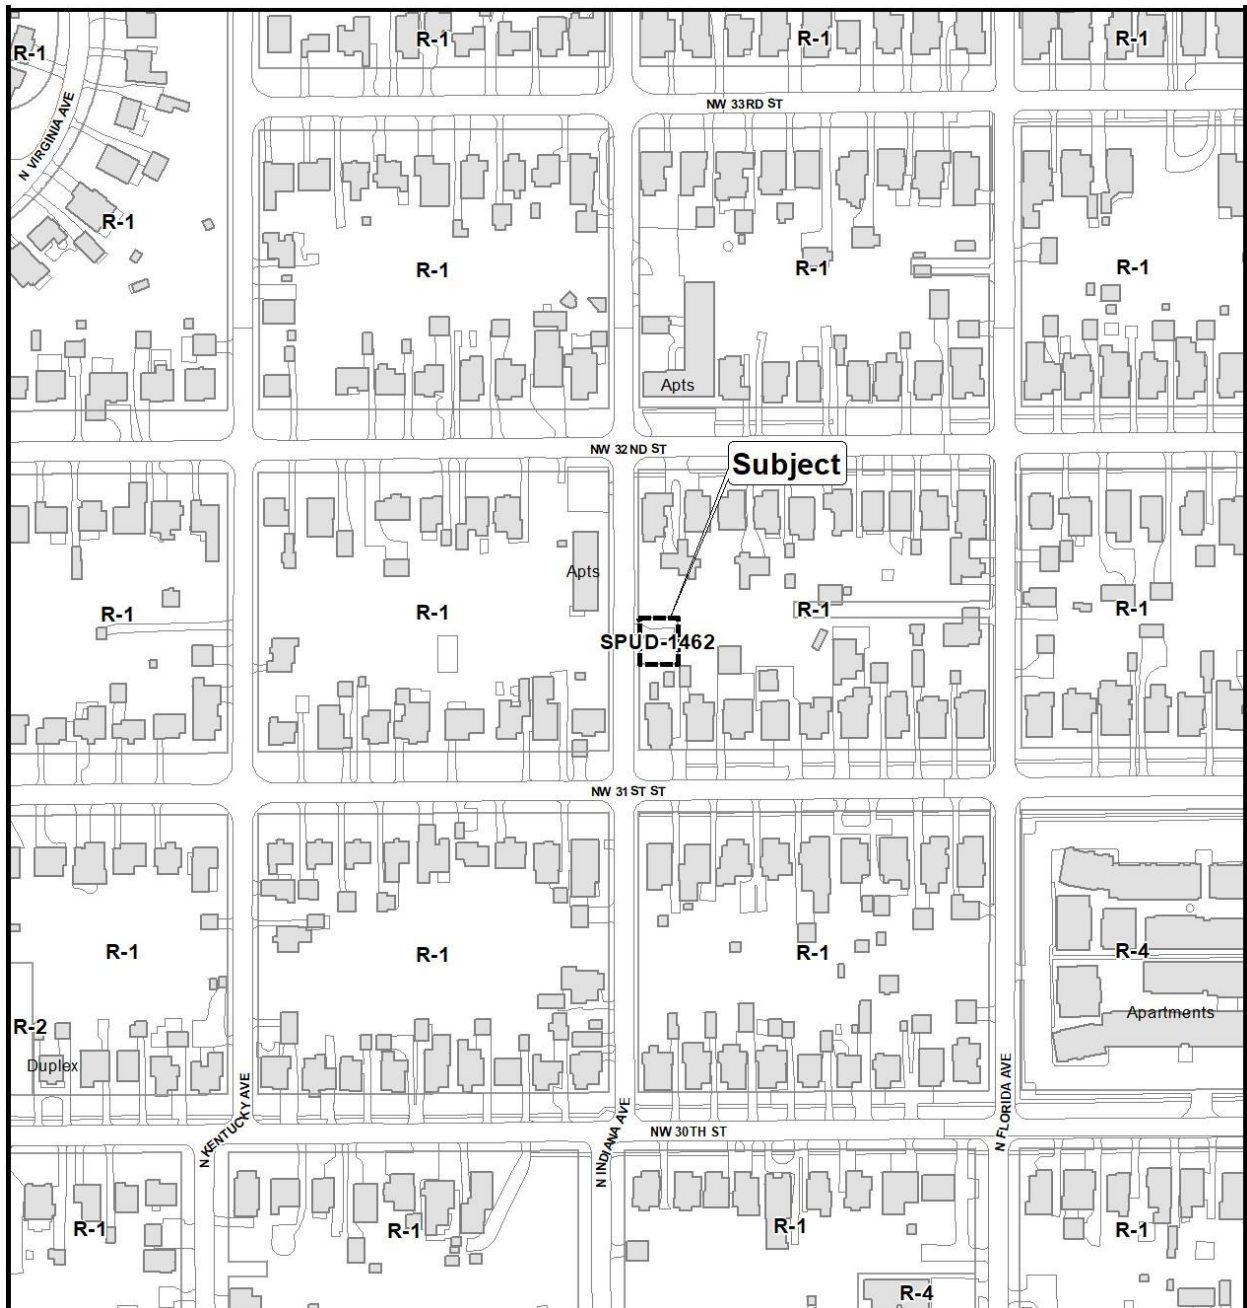 R-1
R-1
R-1
R-1
NW 33RD ST
N VIRGINIA AVE
R-1
R-1
R-1
R-1
Apts
NW 32ND ST
Subject
Apts
R-1
R-1
R-1
R-1
SPUD-1462
NW 31ST ST
R-1
R-1
R-1
R-4
Apartments
R-2
Duplex
N KENTUCKY AVE
N INDIANA AVE
N FLORIDA AVE
NW 30TH ST
R-1
R-1
R-1
R-1
R-4